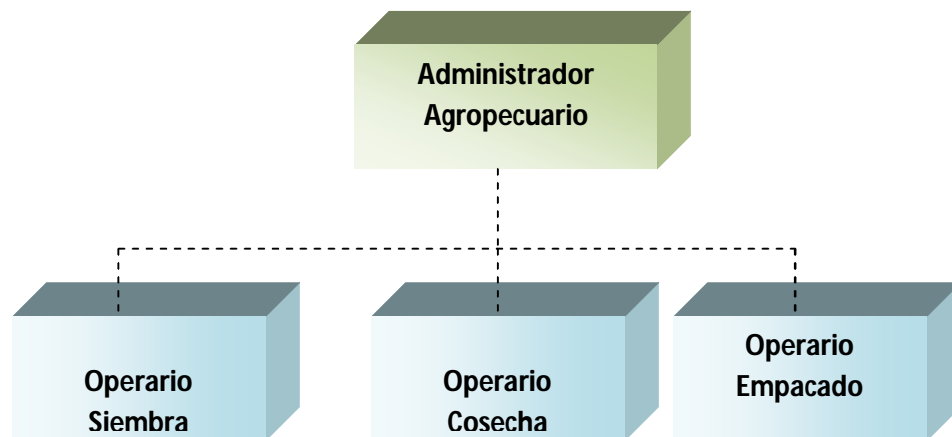 Administrador
Agropecuario
Operario
Siembra
Operario
Cosecha
Operario
Empacado